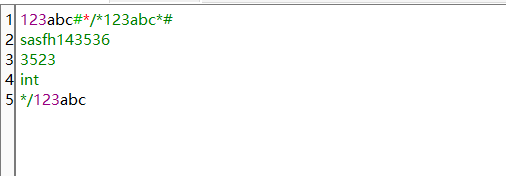 1 123abc#*/*123abc*#
2 sasfh143536
3 3523
4 int
5 */123abc